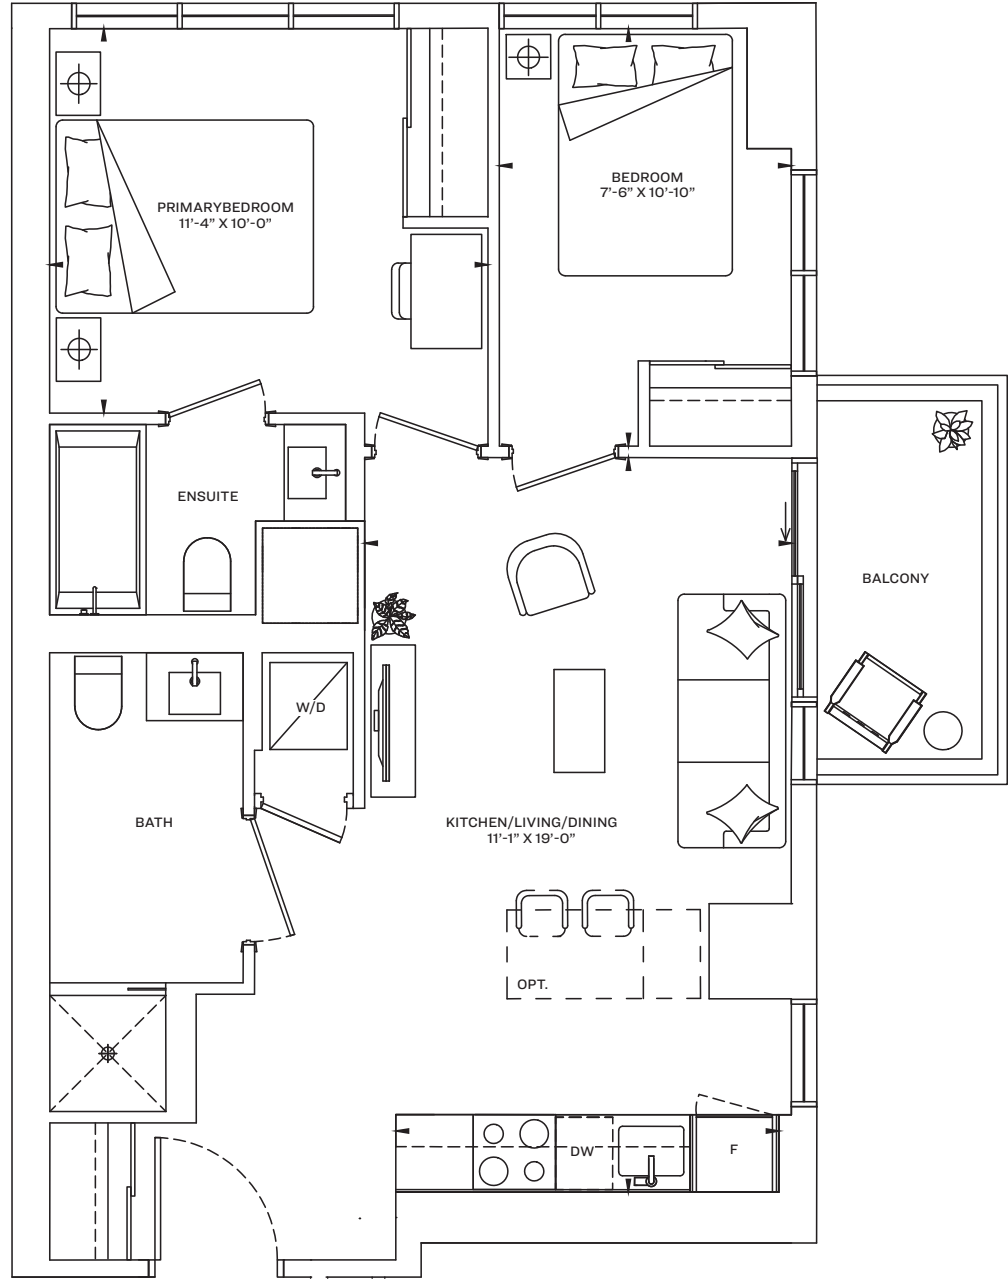 BEDROOM
7'-6" X 10'-10"
PRIMARYBEDROOM
11'-4" X 10'-0"
ENSUITE
BALCONY
W/D
BATH
KITCHEN/LIVING/DINING
11'-1" X 19'-0"
OPT.
DW
F